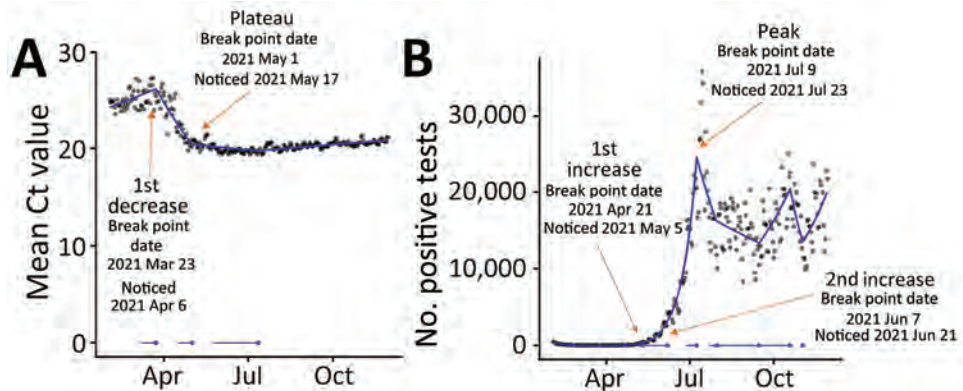 A
Mean Ct value
30
20
10
0
Apr
Jul
Oct
Plateau
Break point date
2021 May 1
Noticed 2021 May 17
1st
decrease
Break point
date
2021 Mar 23
Noticed
2021 Apr 6
B
No. positive tests
30,000
20,000
10,000
0
Apr
Jul
Oct
Peak
Break point date
2021 Jul 9
Noticed 2021 Jul 23
1st
increase
Break point date
2021 Apr 21
Noticed 2021 May 5
2nd increase
Break point date
2021 Jun 7
Noticed 2021 Jun 21